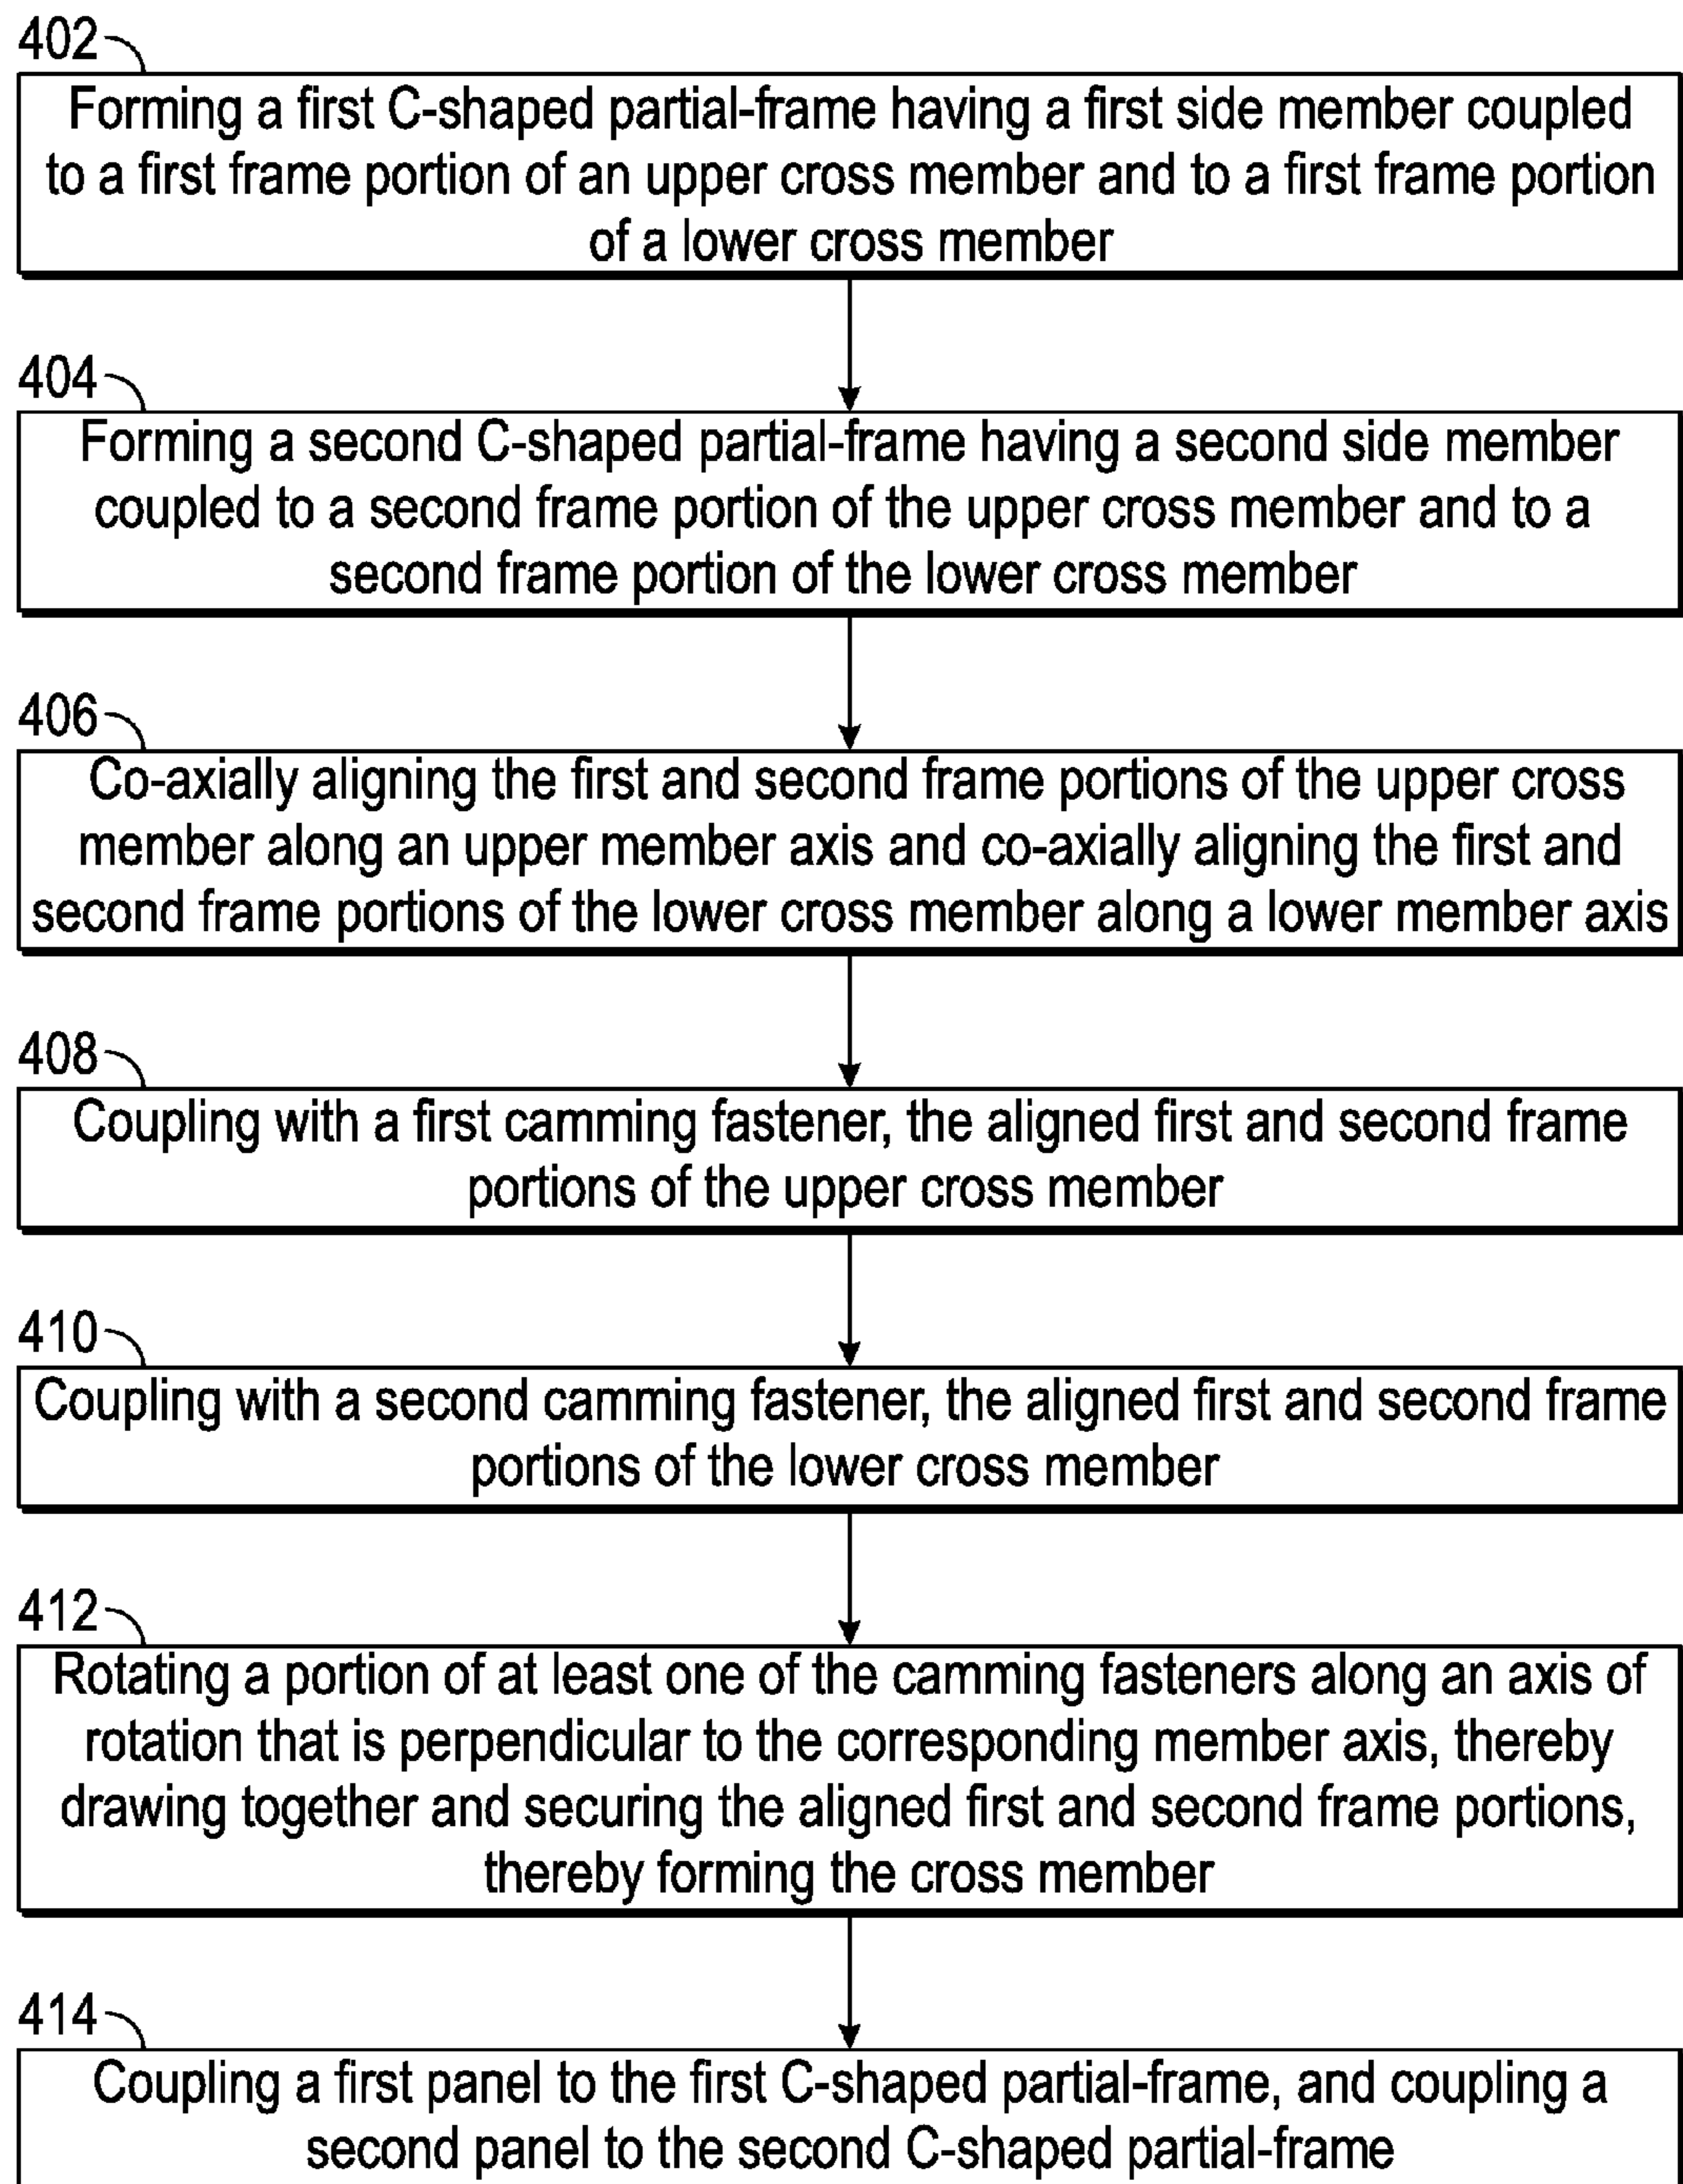 402
Forming a first C-shaped partial-frame having a first side member coupled
to a first frame portion of an upper cross member and to a first frame portion
of a lower cross member
404
Forming a second C-shaped partial-frame having a second side member
coupled to a second frame portion of the upper cross member and to a
second frame portion of the lower cross member
406
Co-axially aligning the first and second frame portions of the upper cross
member along an upper member axis and co-axially aligning the first and
second frame portions of the lower cross member along a lower member axis
408
Coupling with a first camming fastener, the aligned first and second frame
portions of the upper cross member
410
Coupling with a second camming fastener, the aligned first and second frame
portions of the lower cross member
412
Rotating a portion of at least one of the camming fasteners along an axis of
rotation that is perpendicular to the corresponding member axis, thereby
drawing together and securing the aligned first and second frame portions,
thereby forming the cross member
414
Coupling a first panel to the first C-shaped partial-frame, and coupling a
second panel to the second C-shaped partial-frame